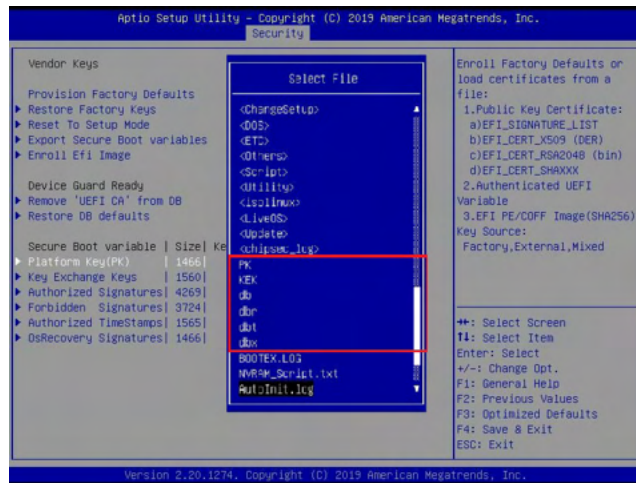 Aptio Setup Utility – Copyright (C) 2019 American Megatrends, Inc.
Security
Vendor Keys
Provision Factory Defaults
Restore Factory Keys
Reset To Setup Mode
Export Secure Boot variables
Enroll Efi Image
Device Guard Ready
Remove 'UEFI CA' from DB
Restore DB defaults
Secure Boot variable | Size| Ke
Platform Key(PK) | 1466|
Key Exchange Keys | 1560|
Authorized Signatures| 4269|
Forbidden Signatures| 3724|
Authorized TimeStamps| 1565|
OsRecovery Signatures| 1466|
Select File
<ChangeSetup>
<DOS>
<ETC>
<Others>
<Script>
<Utility>
<isolinux>
<LiveOS>
<Update>
<chipsec_log>
PK
KEK
db
dbr
dbt
dbx
BOOTEX.LOG
NVRAM_Script.txt
AutoInit.log
Enroll Factory Defaults or
load certificates from a
file:
1.Public Key Certificate:
a)EFI_SIGNATURE_LIST
b)EFI_CERT_X509 (DER)
c)EFI_CERT_RSA2048 (bin)
d)EFI_CERT_SHAXXX
2.Authenticated UEFI
Variable
3.EFI PE/COFF Image(SHA256)
Key Source:
Factory,External,Mixed
→←: Select Screen
↑↓: Select Item
Enter: Select
+/-: Change Opt.
F1: General Help
F2: Previous Values
F3: Optimized Defaults
F4: Save & Exit
ESC: Exit
Version 2.20.1274. Copyright (C) 2019 American Megatrends, Inc.